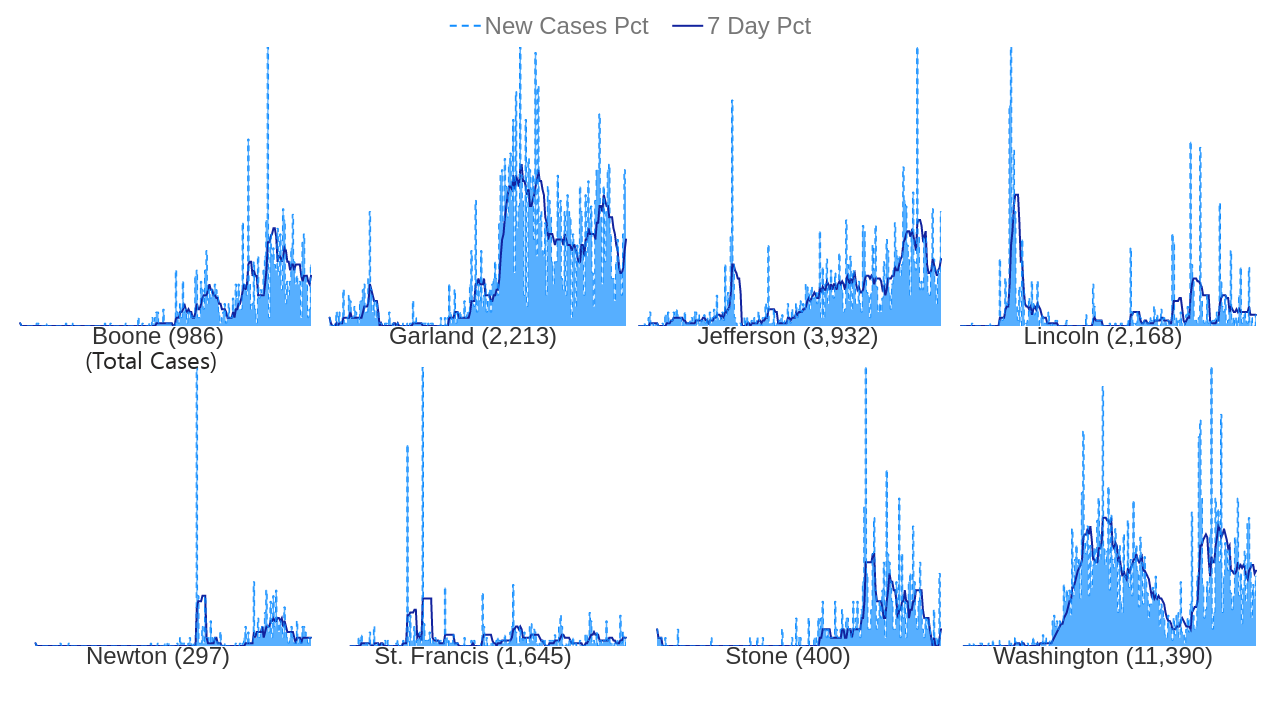 New Cases Pct 7 Day Pct
Boone (986) Garland (2,213) Jefferson (3,932) Lincoln (2,168)
(Total Cases)
Newton (297) St. Francis (1,645) Stone (400) Washington (11,390)